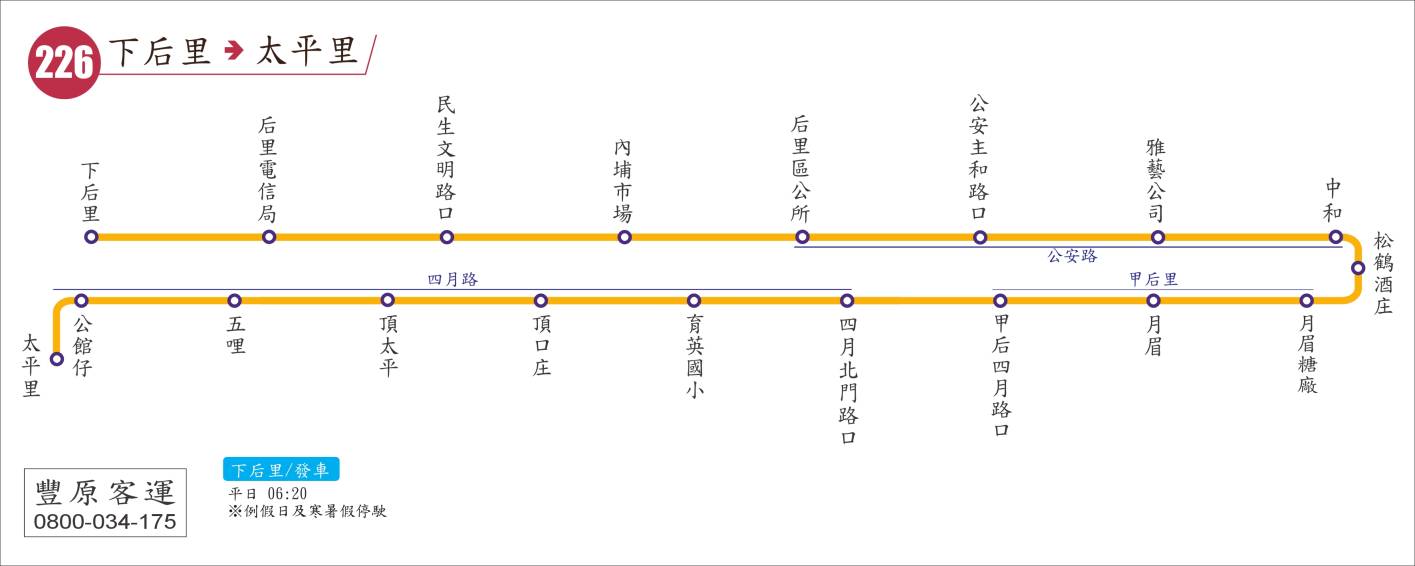 226 下后里 ➔ 太平里
下后里
后里電信局
民生文明路口
內埔市場
后里區公所
公安主和路口
雅藝公司
中和
松鶴酒庄
公安路
四月路
甲后里
太平里
公館仔
五哩
頂太平
頂口庄
育英國小
四月北門路口
甲后四月路口
月眉
月眉糖廠
豐原客運
0800-034-175
下后里/發車
平日 06:20
※例假日及寒暑假停駛